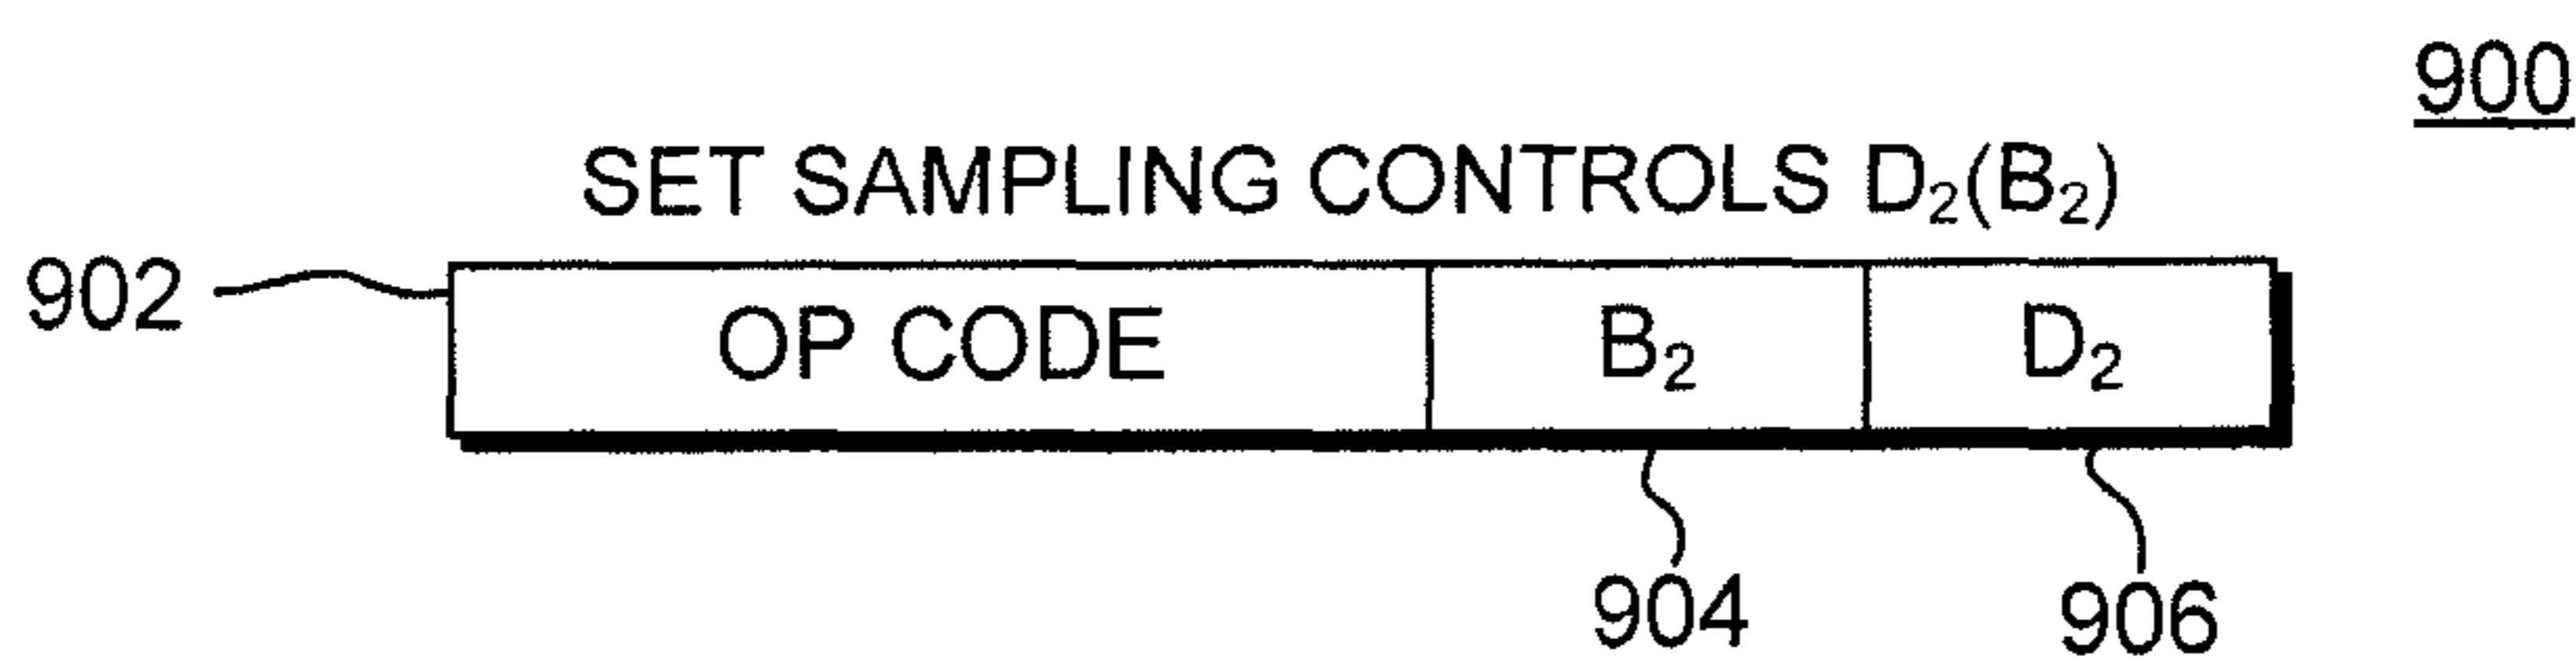 900
SET SAMPLING CONTROLS D₂(B₂)
902
OP CODE B₂ D₂
904 906